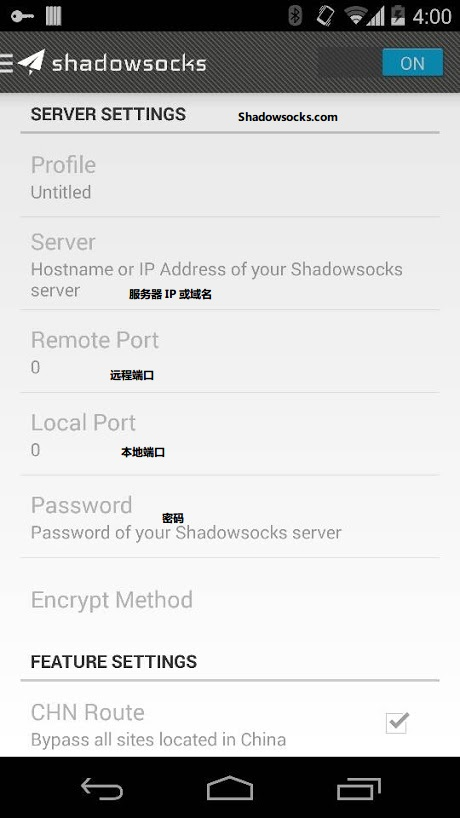 4:00
shadowsocks
ON
SERVER SETTINGS
Shadowsocks.com
Profile
Untitled
Server
Hostname or IP Address of your Shadowsocks
server
服务器 IP 或域名
Remote Port
0
远程端口
Local Port
0
本地端口
Password
密码
Password of your Shadowsocks server
Encrypt Method
FEATURE SETTINGS
CHN Route
Bypass all sites located in China